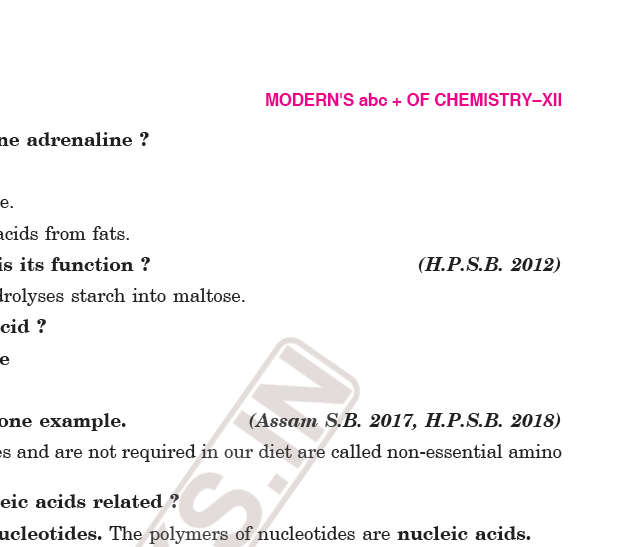 MODERN'S abc + OF CHEMISTRY–XII
ne adrenaline ?
e.
acids from fats.
is its function ? (H.P.S.B. 2012)
drolyses starch into maltose.
cid ?
e
one example. (Assam S.B. 2017, H.P.S.B. 2018)
es and are not required in our diet are called non-essential amino
leic acids related ?
nucleotides. The polymers of nucleotides are nucleic acids.
S.IN